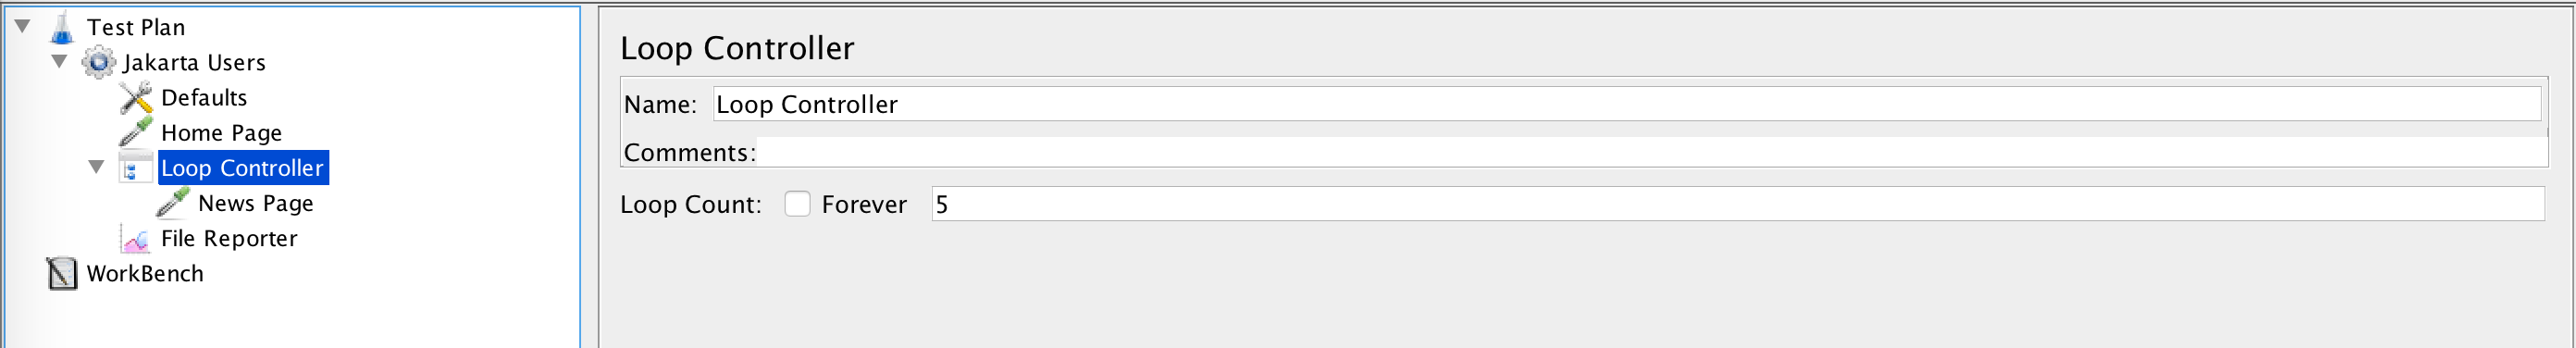 Test Plan
Jakarta Users
Defaults
Home Page
Loop Controller
News Page
File Reporter
WorkBench
Loop Controller
Name: Loop Controller
Comments:
Loop Count: Forever 5